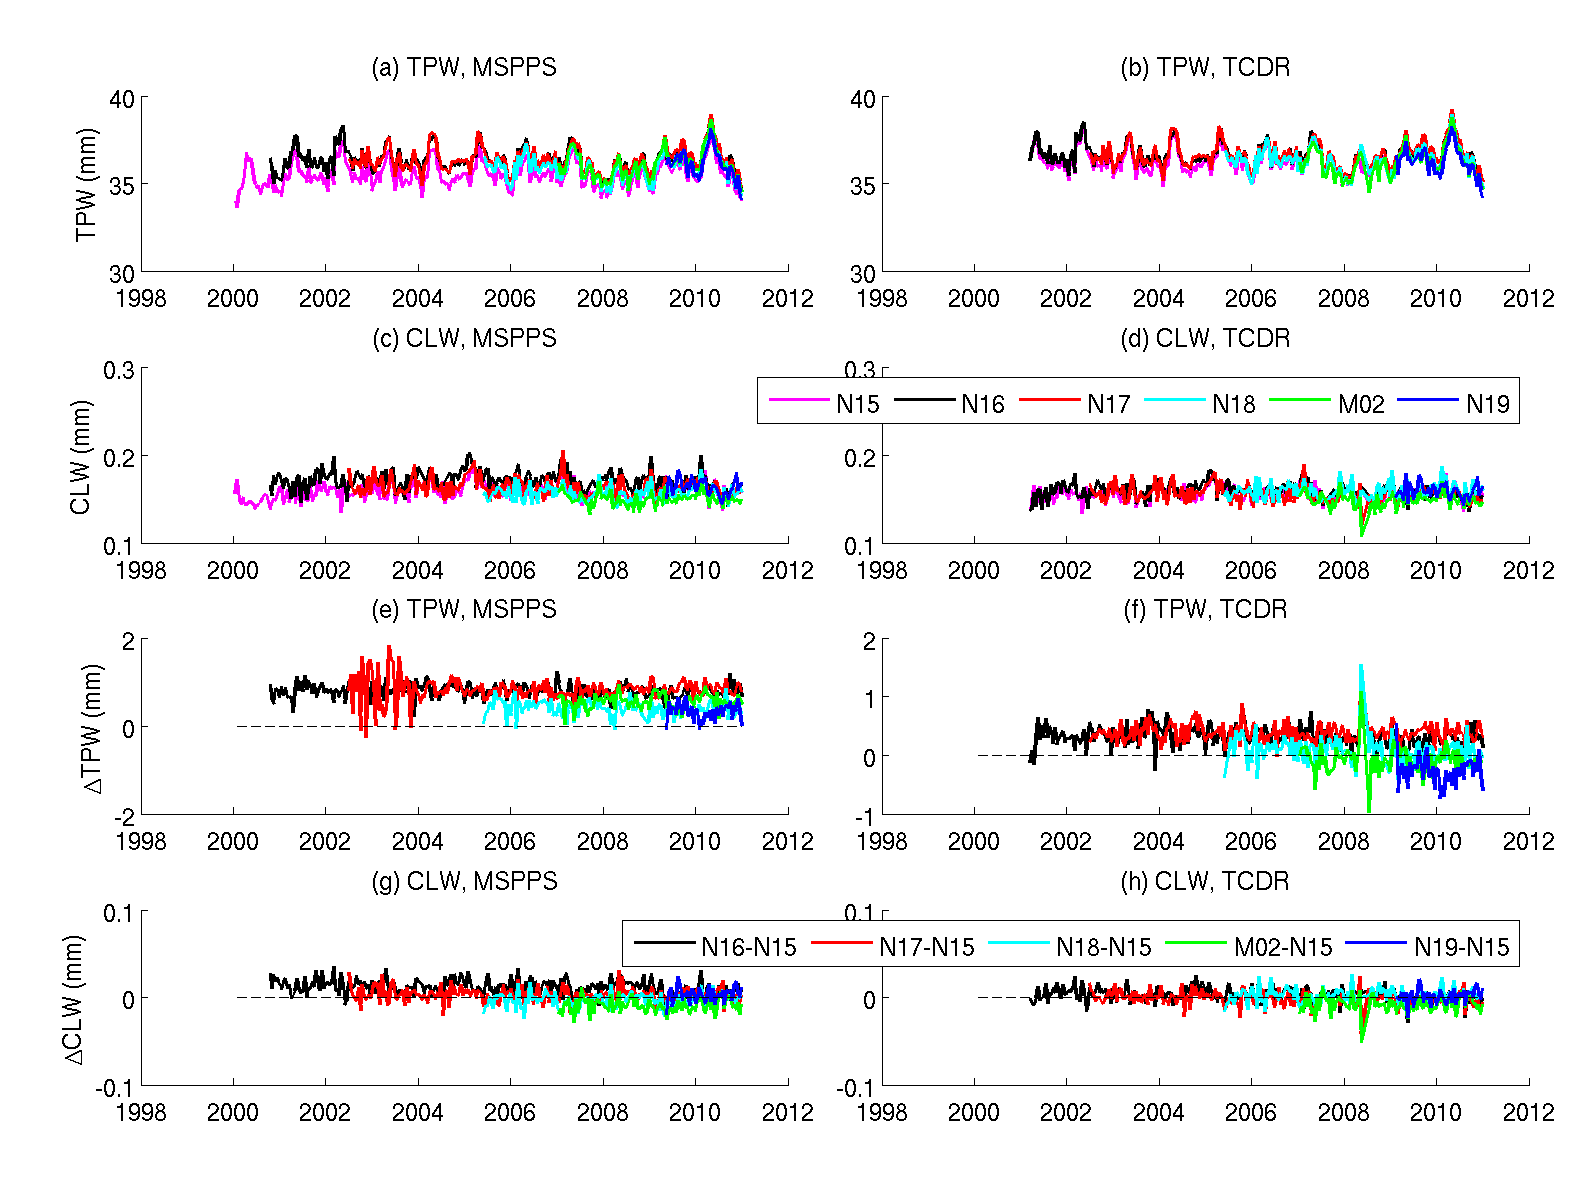 (a) TPW, MSPPS
(b) TPW, TCDR
TPW (mm)
40
35
30
1998 2000 2002 2004 2006 2008 2010 2012
40
35
30
1998 2000 2002 2004 2006 2008 2010 2012
(c) CLW, MSPPS
(d) CLW, TCDR
CLW (mm)
0.3
0.2
0.1
1998 2000 2002 2004 2006 2008 2010 2012
0.3
0.2
0.1
1998 2000 2002 2004 2006 2008 2010 2012
N15 N16 N17 N18 M02 N19
(e) TPW, MSPPS
(f) TPW, TCDR
ΔTPW (mm)
2
0
-2
1998 2000 2002 2004 2006 2008 2010 2012
2
1
0
-1
1998 2000 2002 2004 2006 2008 2010 2012
(g) CLW, MSPPS
(h) CLW, TCDR
ΔCLW (mm)
0.1
0
-0.1
1998 2000 2002 2004 2006 2008 2010 2012
0.1
0
-0.1
1998 2000 2002 2004 2006 2008 2010 2012
N16-N15 N17-N15 N18-N15 M02-N15 N19-N15